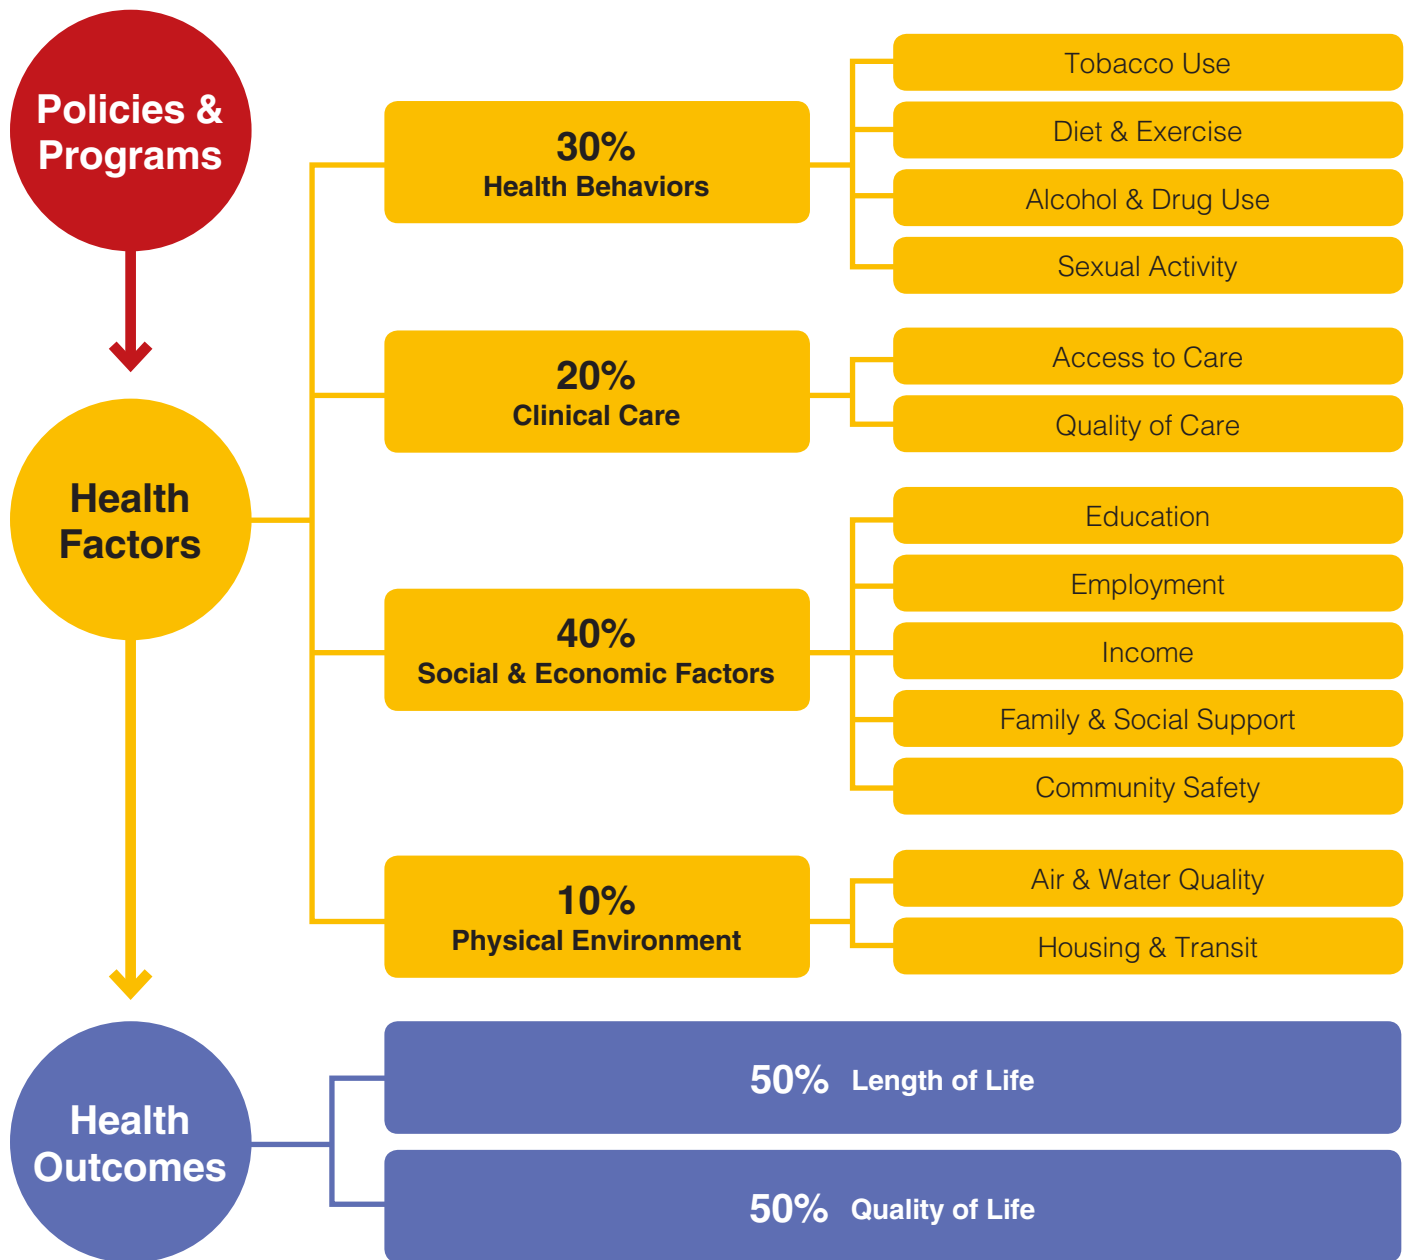 Policies &
Programs
30%
Health Behaviors
Tobacco Use
Diet & Exercise
Alcohol & Drug Use
Sexual Activity
20%
Clinical Care
Access to Care
Quality of Care
Health
Factors
40%
Social & Economic Factors
Education
Employment
Income
Family & Social Support
Community Safety
10%
Physical Environment
Air & Water Quality
Housing & Transit
Health
Outcomes
50% Length of Life
50% Quality of Life